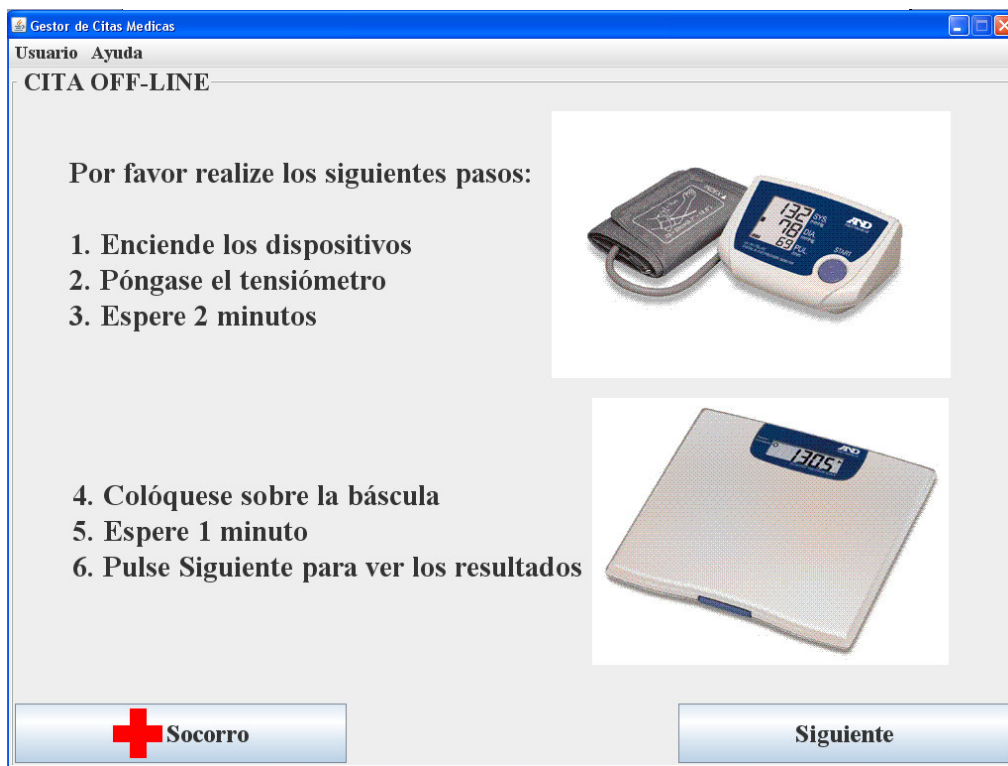 Gestor de Citas Medicas
Usuario Ayuda
CITA OFF-LINE
Por favor realize los siguientes pasos:
1. Enciende los dispositivos
2. Póngase el tensiómetro
3. Espere 2 minutos
132 SYS.
78 DIA.
69 PUL.
AND
START
4. Colóquese sobre la báscula
5. Espere 1 minuto
6. Pulse Siguiente para ver los resultados
AND
130.5
Socorro
Siguiente